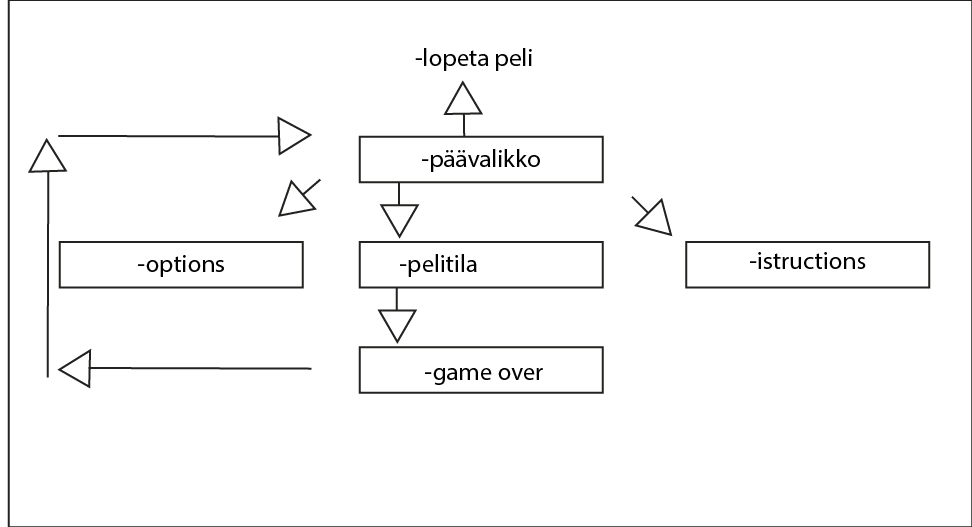 -lopeta peli
-päävalikko
-options
-pelitila
-istructions
-game over